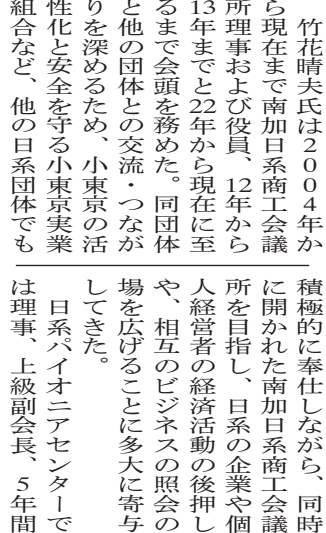 竹花晴夫氏は２００４年か
ら現在まで南加日系商工会議
所理事および役員、12年から
13年までと22年から現在に至
るまで会頭を務めた。同団体
と他の団体との交流・つなが
りを深めるため、小東京の活
性化と安全を守る小東京実業
組合など、他の日系団体でも
積極的に奉仕しながら、同時
に開かれた南加日系商工会議
所を目指し、日系の企業や個
人経営者の経済活動の後押し
や、相互のビジネスの照会の
場を広げることに多大に寄与
してきた。
日系パイオニアセンターで
は理事、上級副会長、５年間